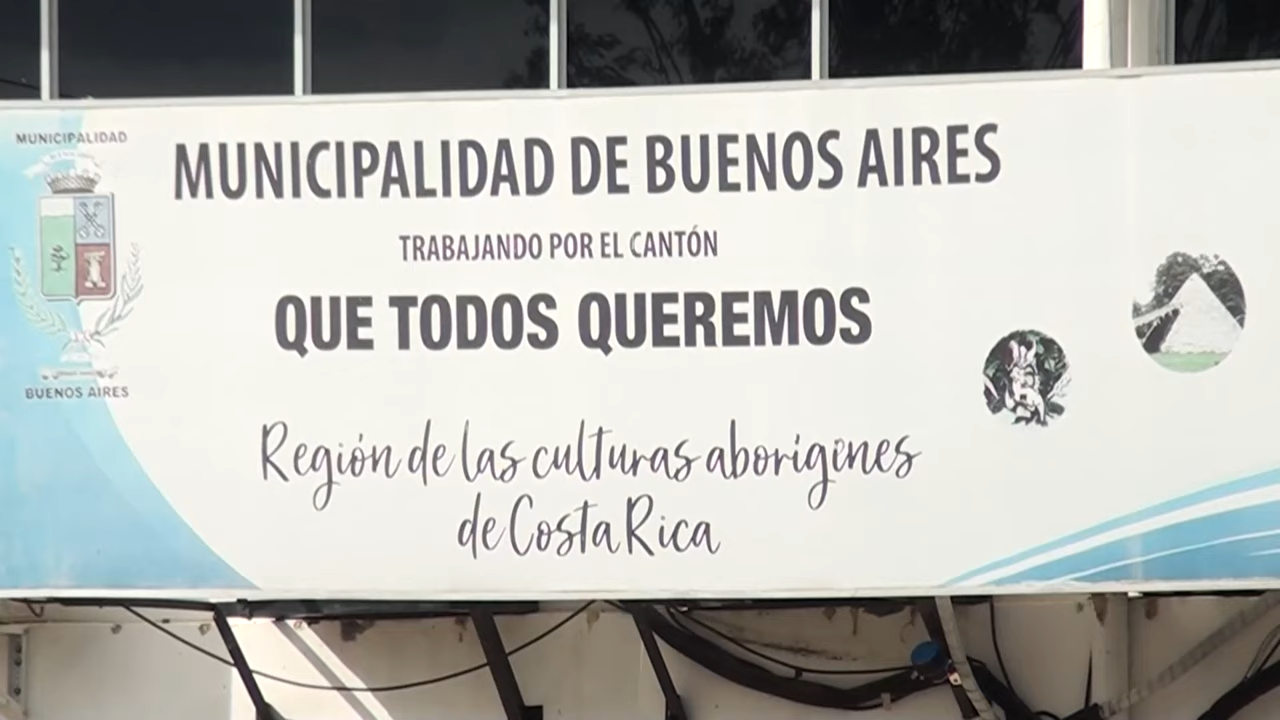 MUNICIPALIDAD
BUENOS AIRES
MUNICIPALIDAD DE BUENOS AIRES
TRABAJANDO POR EL CANTÓN
QUE TODOS QUEREMOS
Región de las culturas aborígenes
de Costa Rica